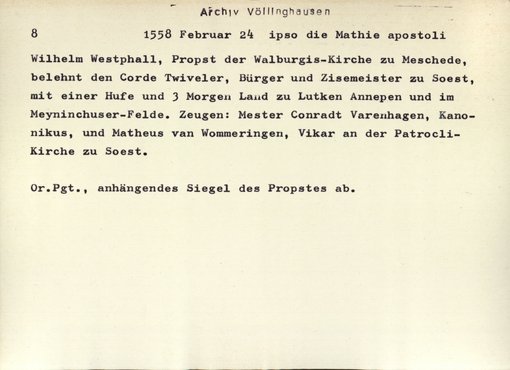 Archiv Völlinghausen
8 1558 Februar 24 ipso die Mathie apostoli
Wilhelm Westphall, Propst der Walburgis-Kirche zu Meschede,
belehnt den Corde Twiveler, Bürger und Zisemeister zu Soest,
mit einer Hufe und 3 Morgen Land zu Lutken Annepen und im
Meyninchuser-Felde. Zeugen: Mester Conradt Varenhagen, Kano-
nikus, und Matheus van Wommeringen, Vikar an der Patrocli-
Kirche zu Soest.
Or.Pgt., anhängendes Siegel des Propstes ab.